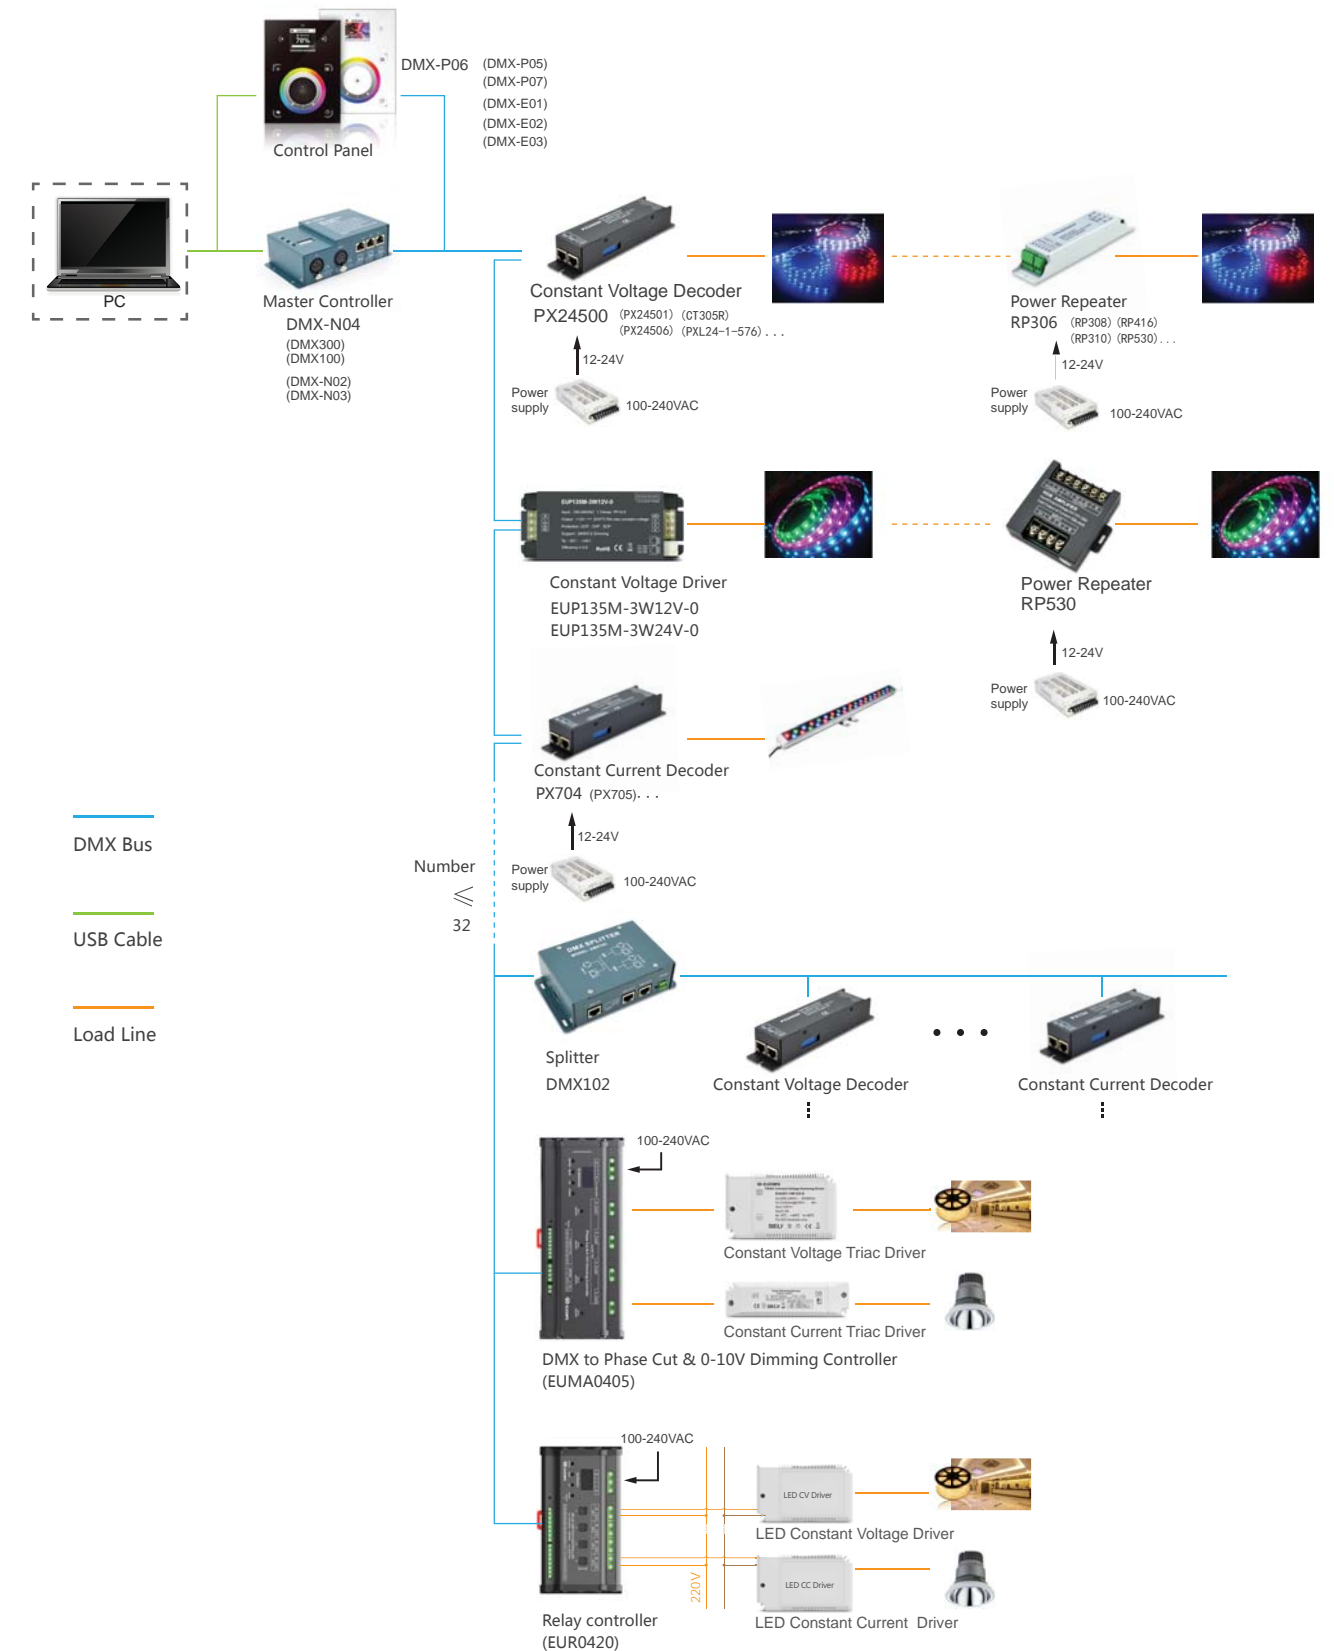 DMX-P06 (DMX-P05)
(DMX-P07)
(DMX-E01)
(DMX-E02)
(DMX-E03)
Control Panel
PC
Master Controller
DMX-N04
(DMX300)
(DMX100)
(DMX-N02)
(DMX-N03)
Constant Voltage Decoder
PX24500 (PX24501) (CT305R)
(PX24506) (PXL24-1-576)...
12-24V
Power
supply
100-240VAC
Power Repeater
RP306 (RP308) (RP416)
(RP310) (RP530)...
12-24V
Power
supply
100-240VAC
EUP135M-3W12V-0
Constant Voltage Driver
EUP135M-3W12V-0
EUP135M-3W24V-0
Power Repeater
RP530
12-24V
Power
supply
100-240VAC
Constant Current Decoder
PX704 (PX705)...
12-24V
Power
supply
100-240VAC
DMX Bus
USB Cable
Load Line
Number
≤
32
DMX SPLITTER
Splitter
DMX102
Constant Voltage Decoder
• • •
Constant Current Decoder
100-240VAC
Constant Voltage Triac Driver
Constant Current Triac Driver
DMX to Phase Cut & 0-10V Dimming Controller
(EUMA0405)
100-240VAC
LED CV Driver
LED Constant Voltage Driver
220V
LED CC Driver
LED Constant Current Driver
Relay controller
(EUR0420)